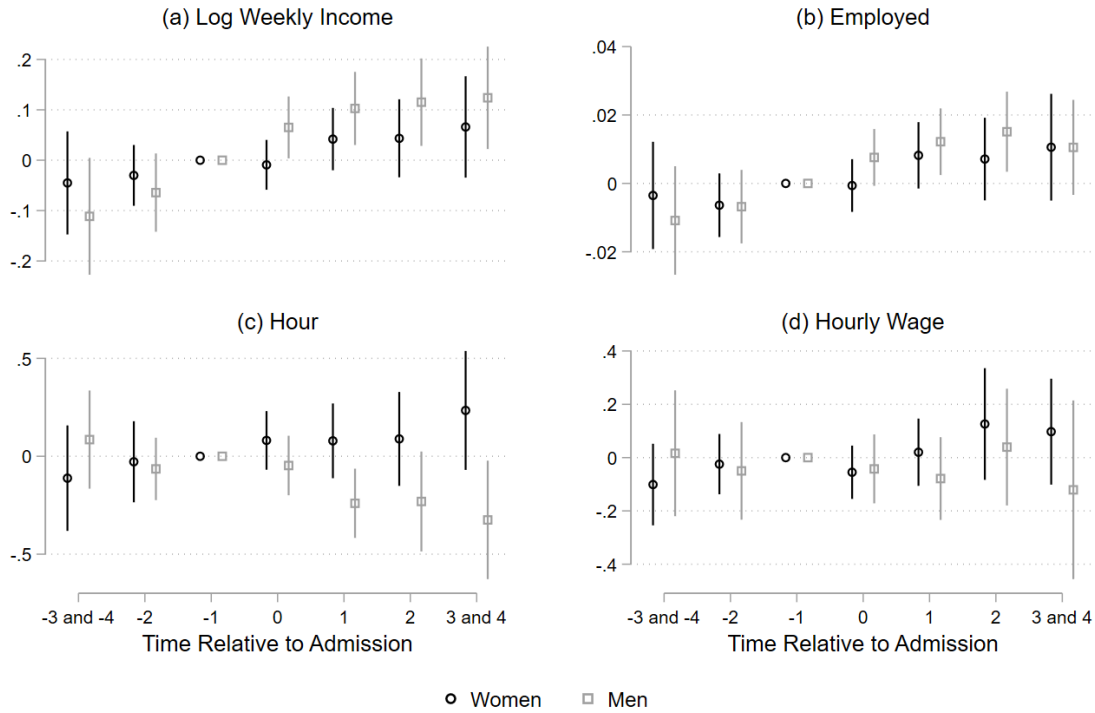 (a) Log Weekly Income
.2
.1
0
-.1
-.2
(b) Employed
.04
.02
0
-.02
(c) Hour
.5
0
-.5
-3 and -4 -2 -1 0 1 2 3 and 4
Time Relative to Admission
(d) Hourly Wage
.4
.2
0
-.2
-.4
-3 and -4 -2 -1 0 1 2 3 and 4
Time Relative to Admission
Women Men